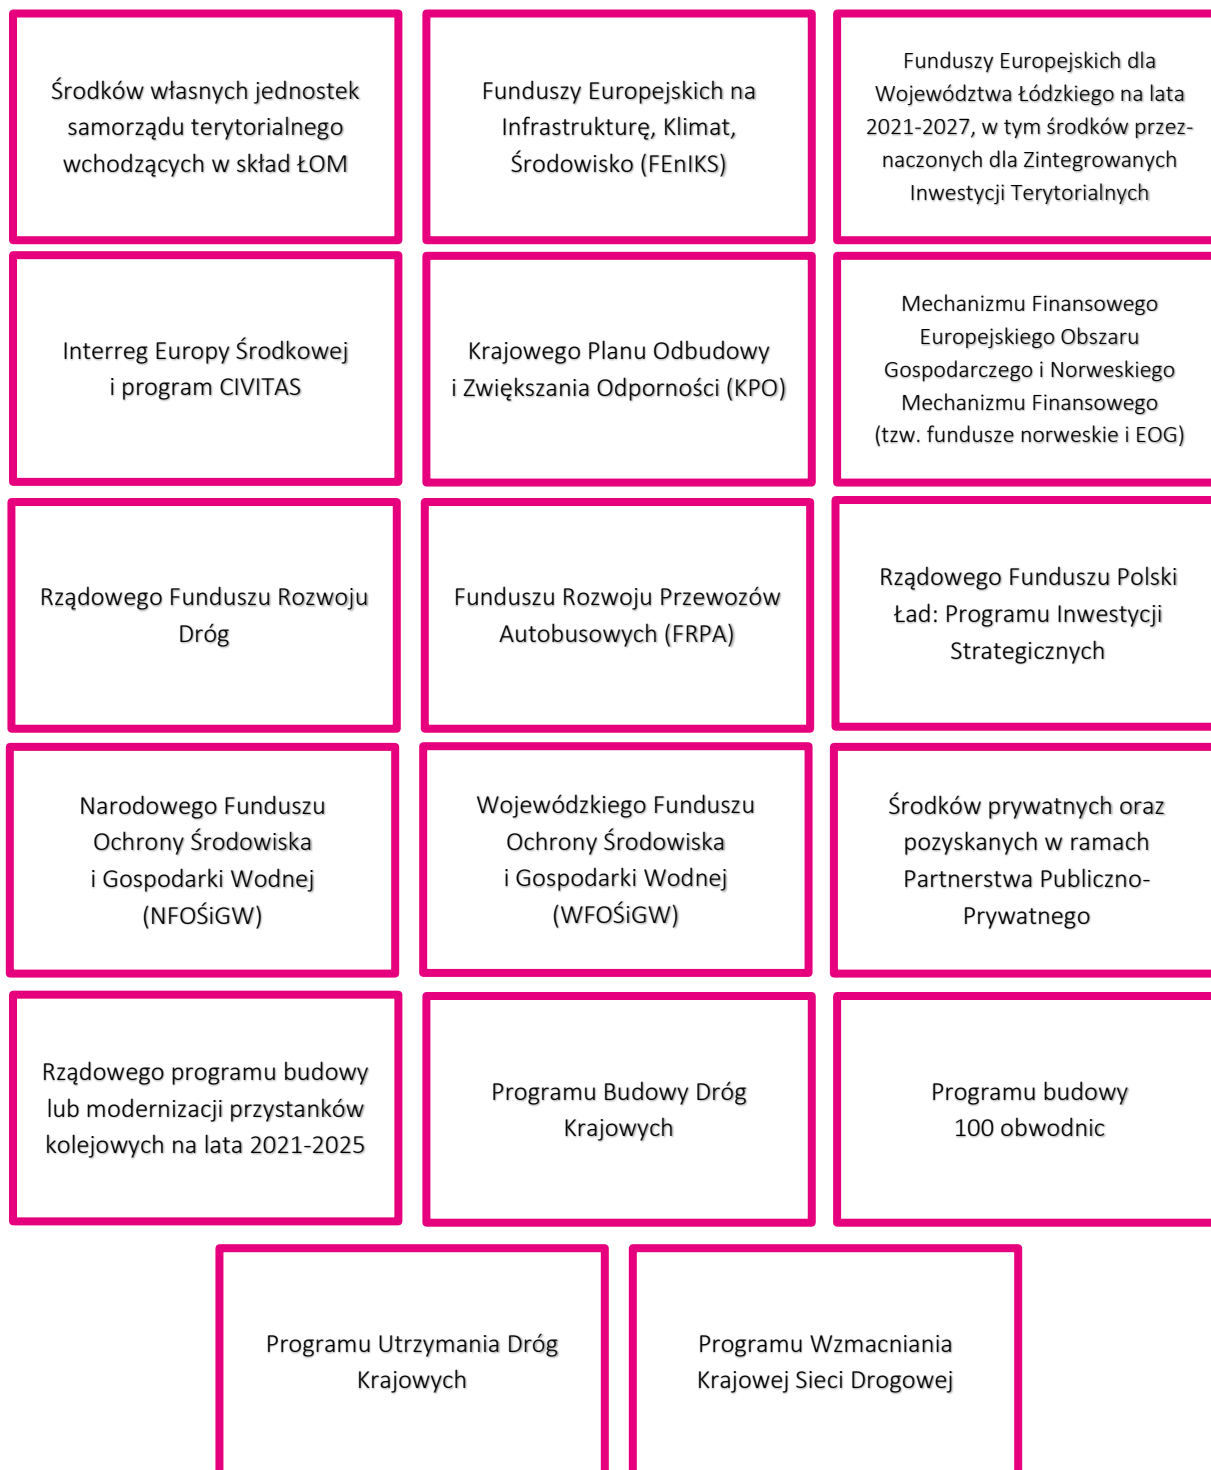 Środków własnych jednostek
samorządu terytorialnego
wchodzących w skład ŁOM
Funduszy Europejskich na
Infrastrukturę, Klimat,
Środowisko (FEnIKS)
Funduszy Europejskich dla
Województwa Łódzkiego na lata
2021-2027, w tym środków przez-
naczonych dla Zintegrowanych
Inwestycji Terytorialnych
Interreg Europy Środkowej
i program CIVITAS
Krajowego Planu Odbudowy
i Zwiększania Odporności (KPO)
Mechanizmu Finansowego
Europejskiego Obszaru
Gospodarczego i Norweskiego
Mechanizmu Finansowego
(tzw. fundusze norweskie i EOG)
Rządowego Funduszu Rozwoju
Dróg
Funduszu Rozwoju Przewozów
Autobusowych (FRPA)
Rządowego Funduszu Polski
Ład: Programu Inwestycji
Strategicznych
Narodowego Funduszu
Ochrony Środowiska
i Gospodarki Wodnej
(NFOŚiGW)
Wojewódzkiego Funduszu
Ochrony Środowiska
i Gospodarki Wodnej
(WFOŚiGW)
Środków prywatnych oraz
pozyskanych w ramach
Partnerstwa Publiczno-
Prywatnego
Rządowego programu budowy
lub modernizacji przystanków
kolejowych na lata 2021-2025
Programu Budowy Dróg
Krajowych
Programu budowy
100 obwodnic
Programu Utrzymania Dróg
Krajowych
Programu Wzmacniania
Krajowej Sieci Drogowej